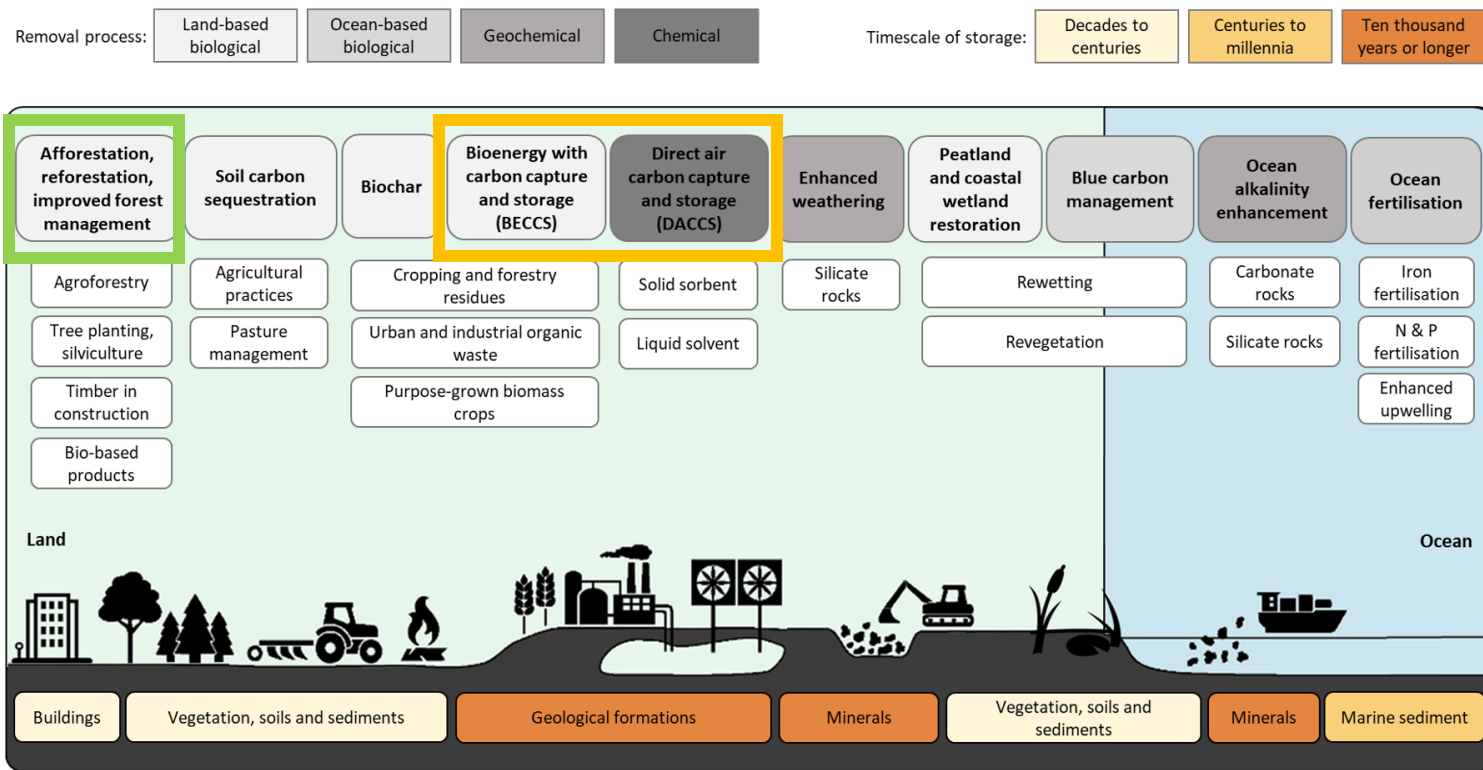 Removal process:
Land-based
biological
Ocean-based
biological
Geochemical
Chemical
Timescale of storage:
Decades to
centuries
Centuries to
millennia
Ten thousand
years or longer
Afforestation,
reforestation,
improved forest
management
Soil carbon
sequestration
Biochar
Bioenergy with
carbon capture
and storage
(BECCS)
Direct air
carbon capture
and storage
(DACCS)
Enhanced
weathering
Peatland
and coastal
wetland
restoration
Blue carbon
management
Ocean
alkalinity
enhancement
Ocean
fertilisation
Agroforestry
Tree planting,
silviculture
Timber in
construction
Bio-based
products
Agricultural
practices
Pasture
management
Cropping and forestry
residues
Urban and industrial organic
waste
Purpose-grown biomass
crops
Solid sorbent
Liquid solvent
Silicate
rocks
Rewetting
Revegetation
Carbonate
rocks
Silicate rocks
Iron
fertilisation
N & P
fertilisation
Enhanced
upwelling
Land
Ocean
Buildings
Vegetation, soils and sediments
Geological formations
Minerals
Vegetation, soils and
sediments
Minerals
Marine sediment